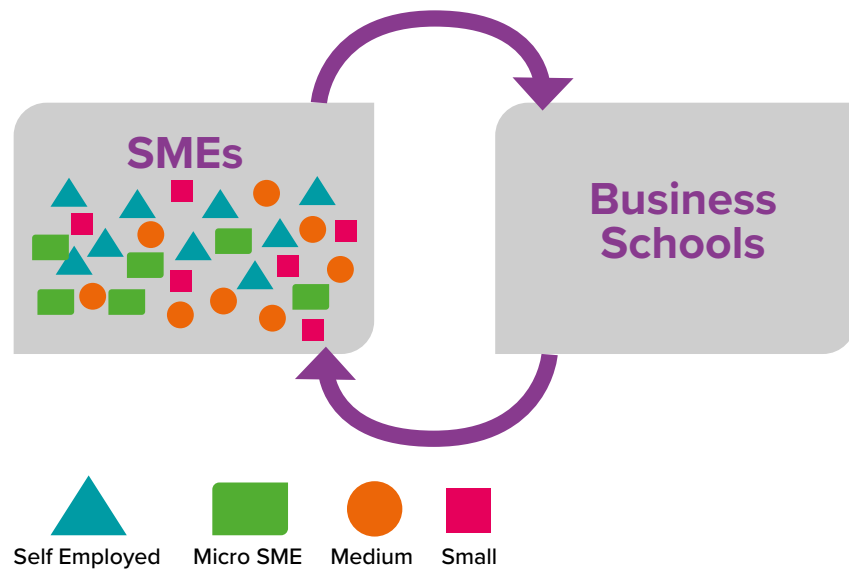 SMEs
Business
Schools
Self Employed
Micro SME
Medium
Small